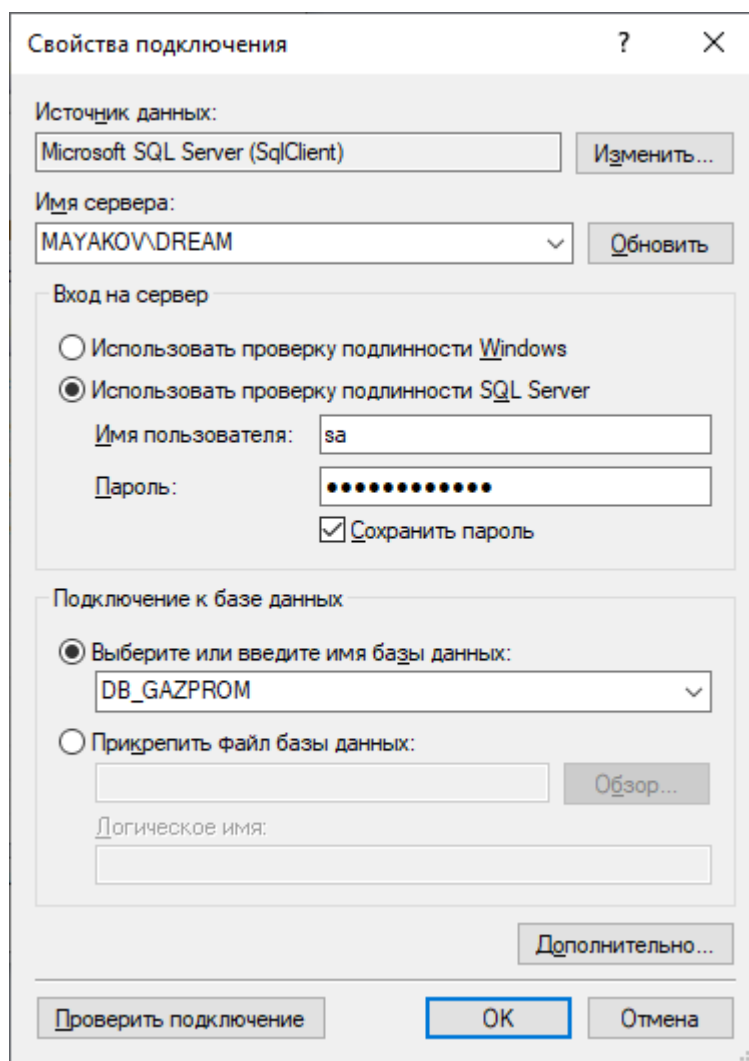 Свойства подключения ? ×
Источник данных:
Microsoft SQL Server (SqlClient) Изменить...
Имя сервера:
MAYAKOV\DREAM Обновить
Вход на сервер
Использовать проверку подлинности Windows
Использовать проверку подлинности SQL Server
Имя пользователя: sa
Пароль: ●●●●●●●●●●●●
Сохранить пароль
Подключение к базе данных
Выберите или введите имя базы данных:
DB_GAZPROM
Прикрепить файл базы данных:
Обзор...
Логическое имя:
Дополнительно...
Проверить подключение OK Отмена